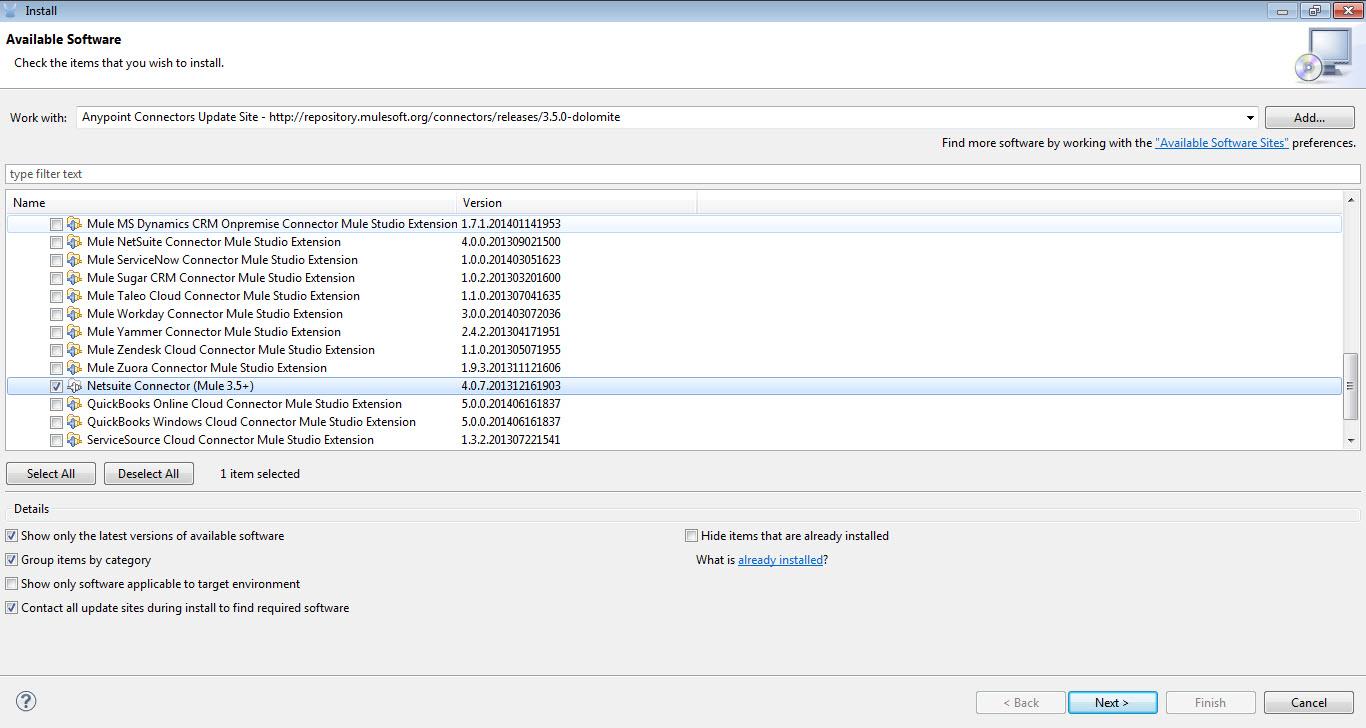 Install
Available Software
Check the items that you wish to install.
Work with: Anypoint Connectors Update Site - http://repository.mulesoft.org/connectors/releases/3.5.0-dolomite Add...
Find more software by working with the "Available Software Sites" preferences.
type filter text
Name Version
Mule MS Dynamics CRM Onpremise Connector Mule Studio Extension 1.7.1.201401141953
Mule NetSuite Connector Mule Studio Extension 4.0.0.201309021500
Mule ServiceNow Connector Mule Studio Extension 1.0.0.201403051623
Mule Sugar CRM Connector Mule Studio Extension 1.0.2.201303201600
Mule Taleo Cloud Connector Mule Studio Extension 1.1.0.201307041635
Mule Workday Connector Mule Studio Extension 3.0.0.201403072036
Mule Yammer Connector Mule Studio Extension 2.4.2.201304171951
Mule Zendesk Cloud Connector Mule Studio Extension 1.1.0.201305071955
Mule Zuora Connector Mule Studio Extension 1.9.3.201311121606
Netsuite Connector (Mule 3.5+) 4.0.7.201312161903
QuickBooks Online Cloud Connector Mule Studio Extension 5.0.0.201406161837
QuickBooks Windows Cloud Connector Mule Studio Extension 5.0.0.201406161837
ServiceSource Cloud Connector Mule Studio Extension 1.3.2.201307221541
Select All Deselect All 1 item selected
Details
Show only the latest versions of available software Hide items that are already installed
Group items by category What is already installed?
Show only software applicable to target environment
Contact all update sites during install to find required software
? < Back Next > Finish Cancel